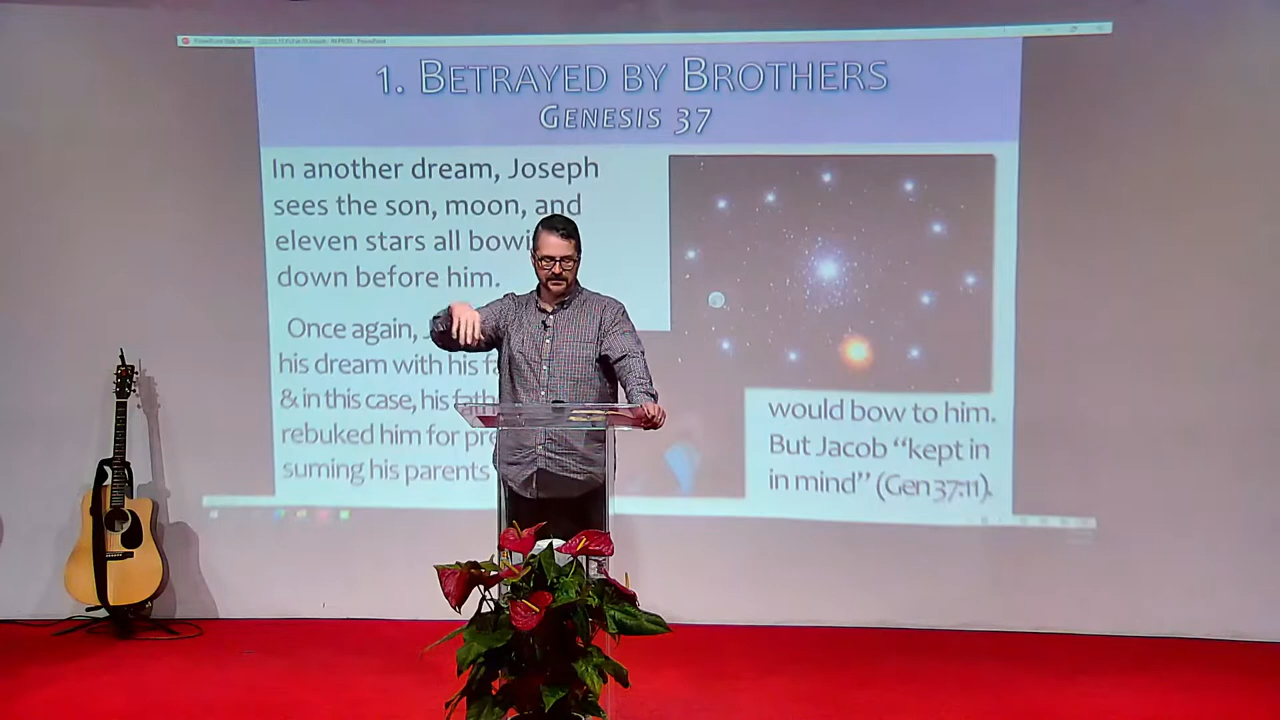 1. BETRAYED BY BROTHERS
GENESIS 37
In another dream, Joseph
sees the son, moon, and
eleven stars all bowi
down before him.
Once again,
his dream with his fa
& in this case, his fath
rebuked him for pre
suming his parents
would bow to him.
But Jacob “kept in
in mind” (Gen 37:11).